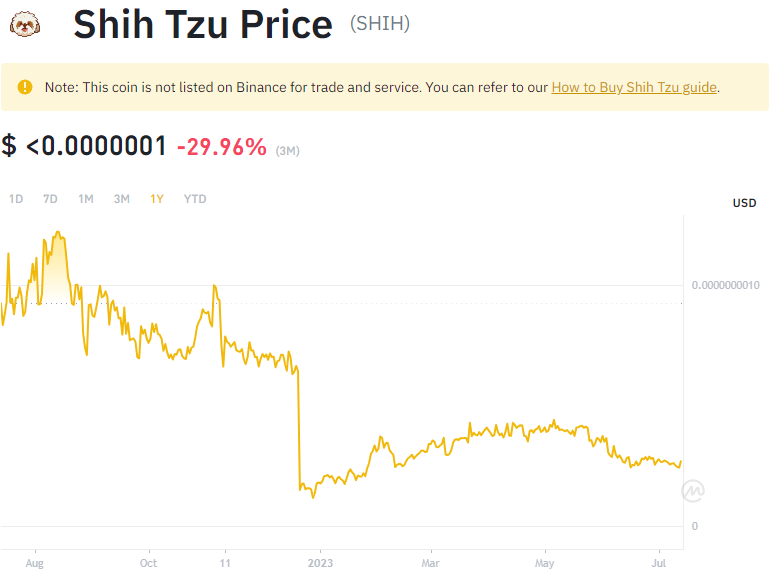 Shih Tzu Price (SHIH)
Note: This coin is not listed on Binance for trade and service. You can refer to our How to Buy Shih Tzu guide.
$ <0.0000001 -29.96% (3M)
1D 7D 1M 3M 1Y YTD
USD
0.0000000010
0
Aug Oct 11 2023 Mar May Jul